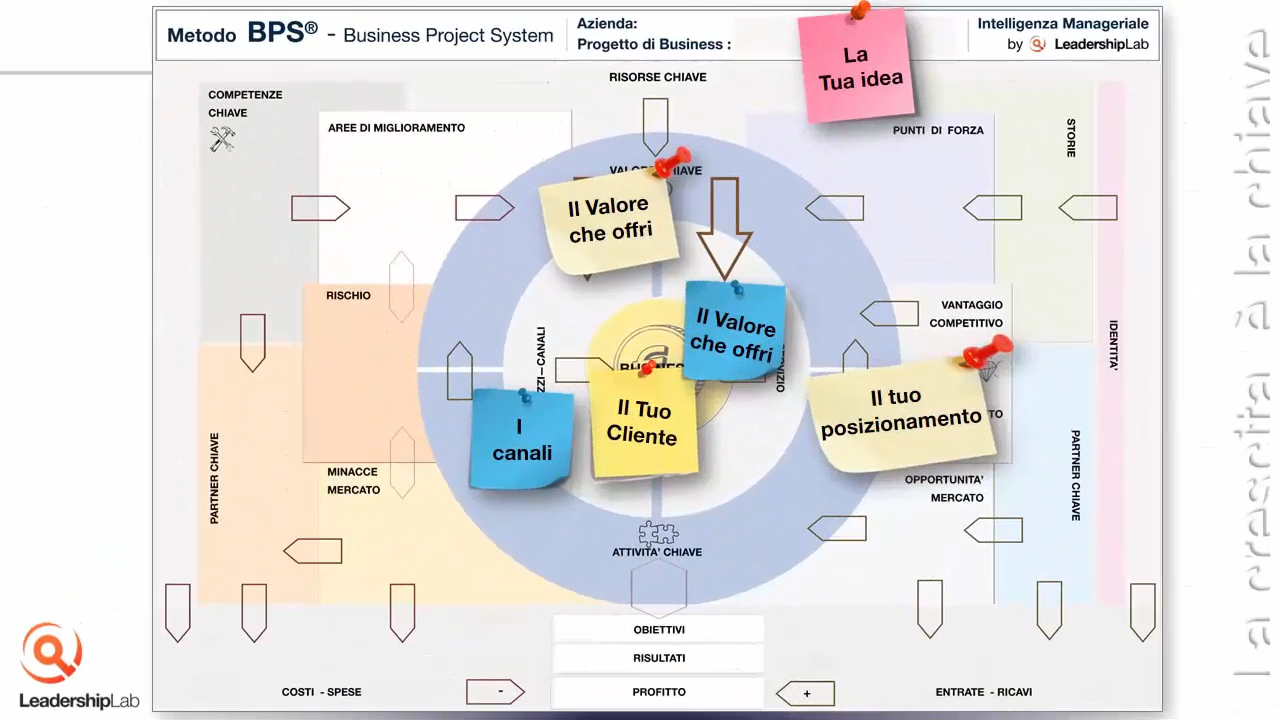 Metodo BPS® - Business Project System
Azienda:
Progetto di Business :
Intelligenza Manageriale
by LeadershipLab
La
Tua idea
RISORSE CHIAVE
COMPETENZE
CHIAVE
AREE DI MIGLIORAMENTO
PUNTI DI FORZA
STORIE
Il Valore
che offri
RISCHIO
VANTAGGIO
COMPETITIVO
IDENTITA'
Il Valore
che offri
Il tuo
posizionamento
I
canali
Il Tuo
Cliente
PARTNER CHIAVE
MINACCE
MERCATO
OPPORTUNITA'
MERCATO
PARTNER CHIAVE
ATTIVITA' CHIAVE
OBIETTIVI
RISULTATI
COSTI - SPESE
-
PROFITTO
+
ENTRATE - RICAVI
LeadershipLab
La crescita à la chiave